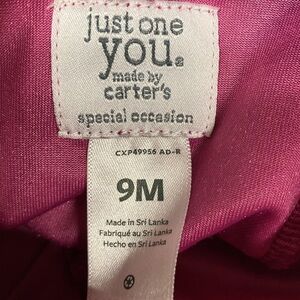 just one
you.
made by
carter's
special occasion
CXP49956 AD-R
9M
Made in Sri Lanka
Fabriqué au Sri Lanka
Hecho en Sri Lanka